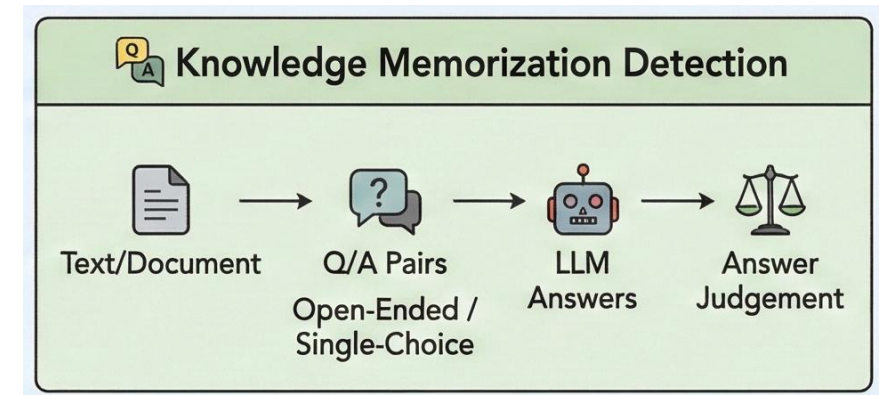 Q
A
Knowledge Memorization Detection
Text/Document
Q/A Pairs
Open-Ended /
Single-Choice
?
LLM
Answers
Answer
Judgement